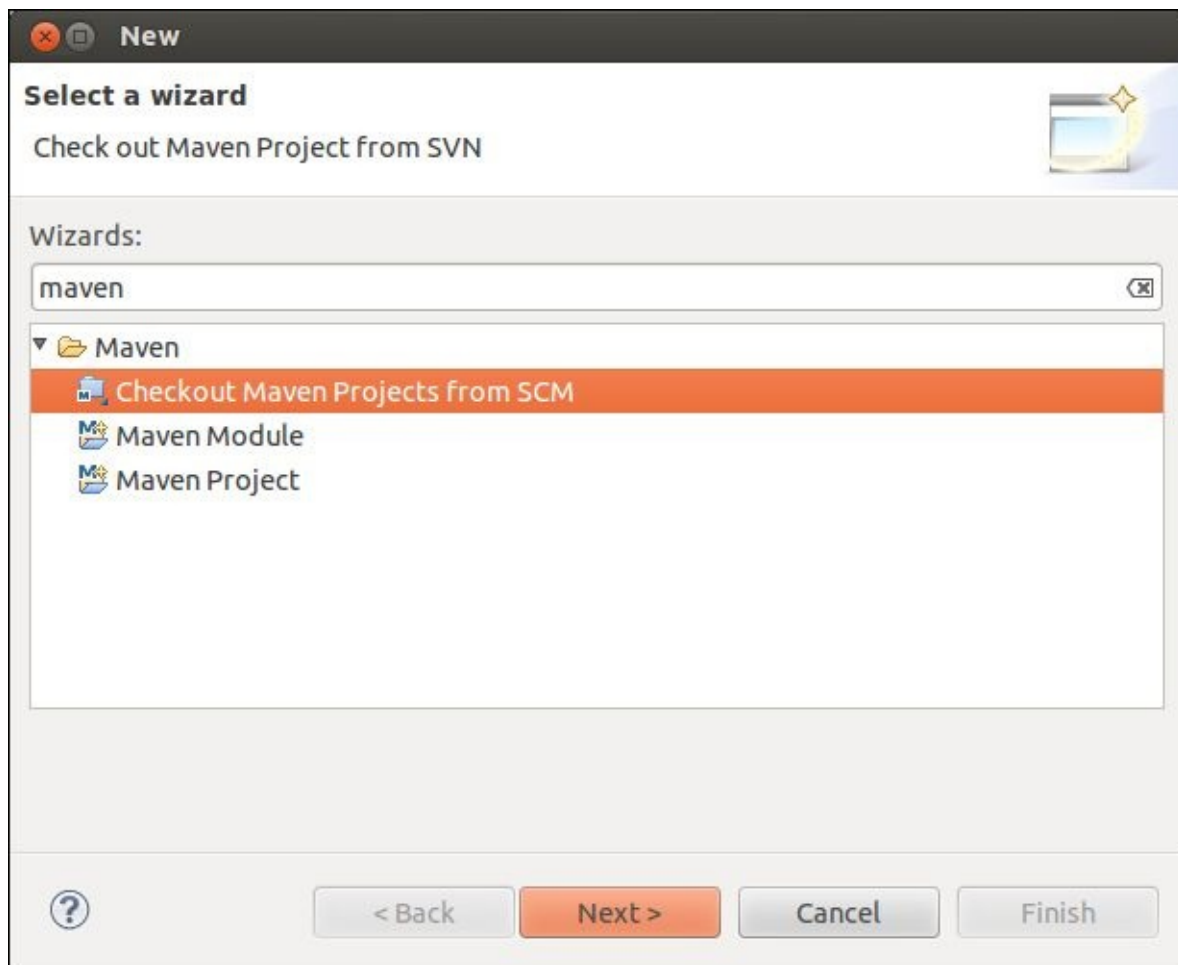 New
Select a wizard
Check out Maven Project from SVN
Wizards:
maven
Maven
Checkout Maven Projects from SCM
Maven Module
Maven Project
?
< Back Next > Cancel Finish